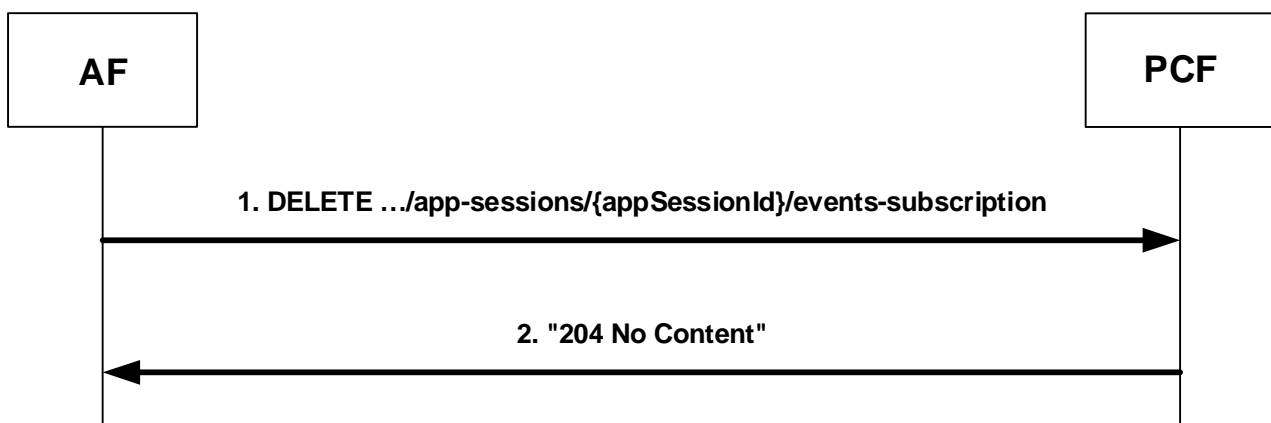 AF
PCF
1. DELETE …/app-sessions/{appSessionId}/events-subscription
2. "204 No Content"